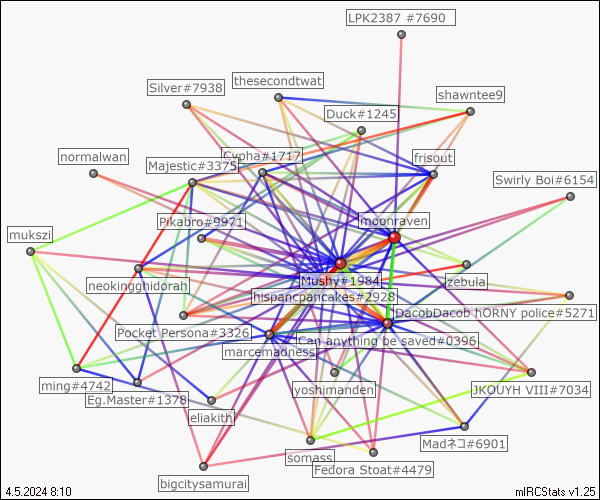 LPK2387 #7690
thesecondtwat
Silver#7938
shawntee9
Duck#1245
normalwan
Cypha#1717
frisout
Majestic#3375
Swirly Boi#6154
Pikabro#9971
moonraven
mukszi
Mushy#1984
zebula
neokingghidorah
hispancpancakes#2928
DacobDacob hORNY police#5271
Pocket Persona#3326
Can anything be saved#0396
marcemadness
ming#4742
yoshimanden
JKOUYH VIII#7034
Eg.Master#1378
eliakith
Madネコ#6901
somass
Fedora Stoat#4479
bigcitysamurai
4.5.2024 8:10
mIRCStats v1.25